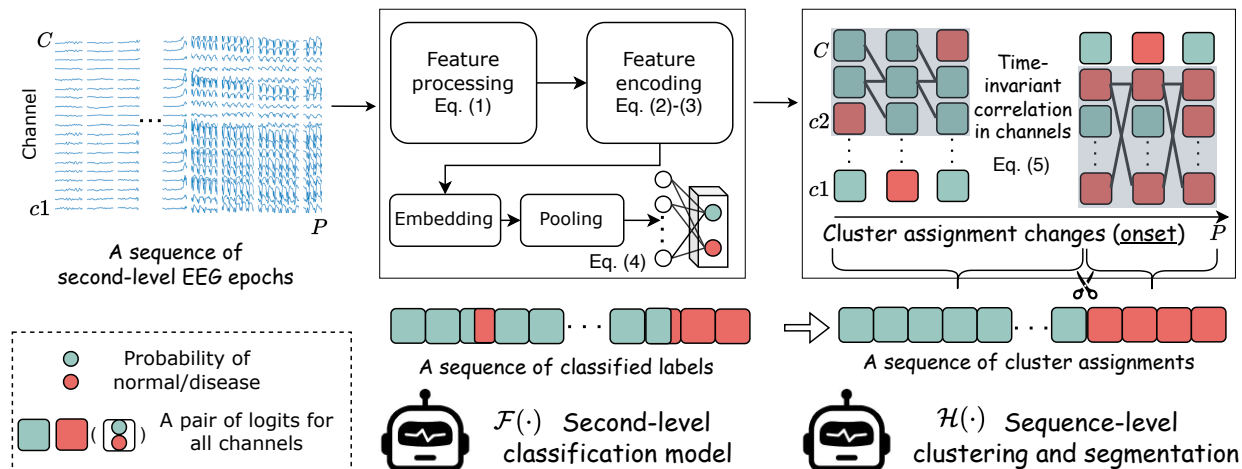 C
Channel
c1
...
P
A sequence of
second-level EEG epochs
Feature
processing
Eq. (1)
Feature
encoding
Eq. (2)-(3)
Embedding
Pooling
Eq. (4)
C
c2
c1
Time-
invariant
correlation
in channels
Eq. (5)
Cluster assignment changes (onset)
P
A sequence of classified labels
A sequence of cluster assignments
Probability of
normal/disease
( )
A pair of logits for
all channels
F(·) Second-level
classification model
H(·) Sequence-level
clustering and segmentation